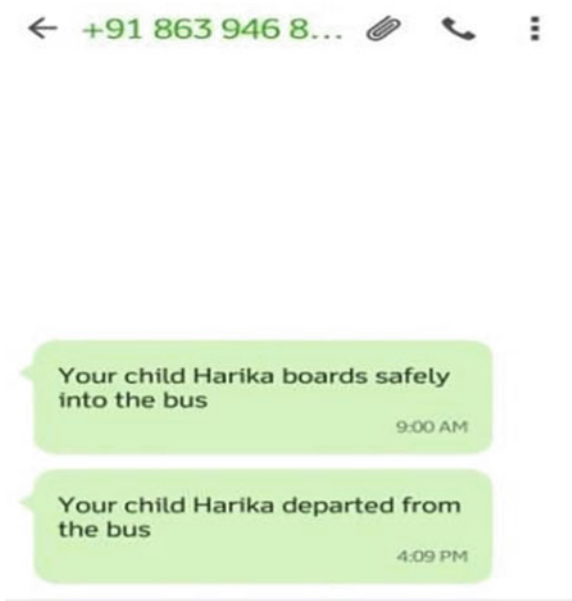 +91 863 946 8...
Your child Harika boards safely
into the bus
9:00 AM
Your child Harika departed from
the bus
4:09 PM